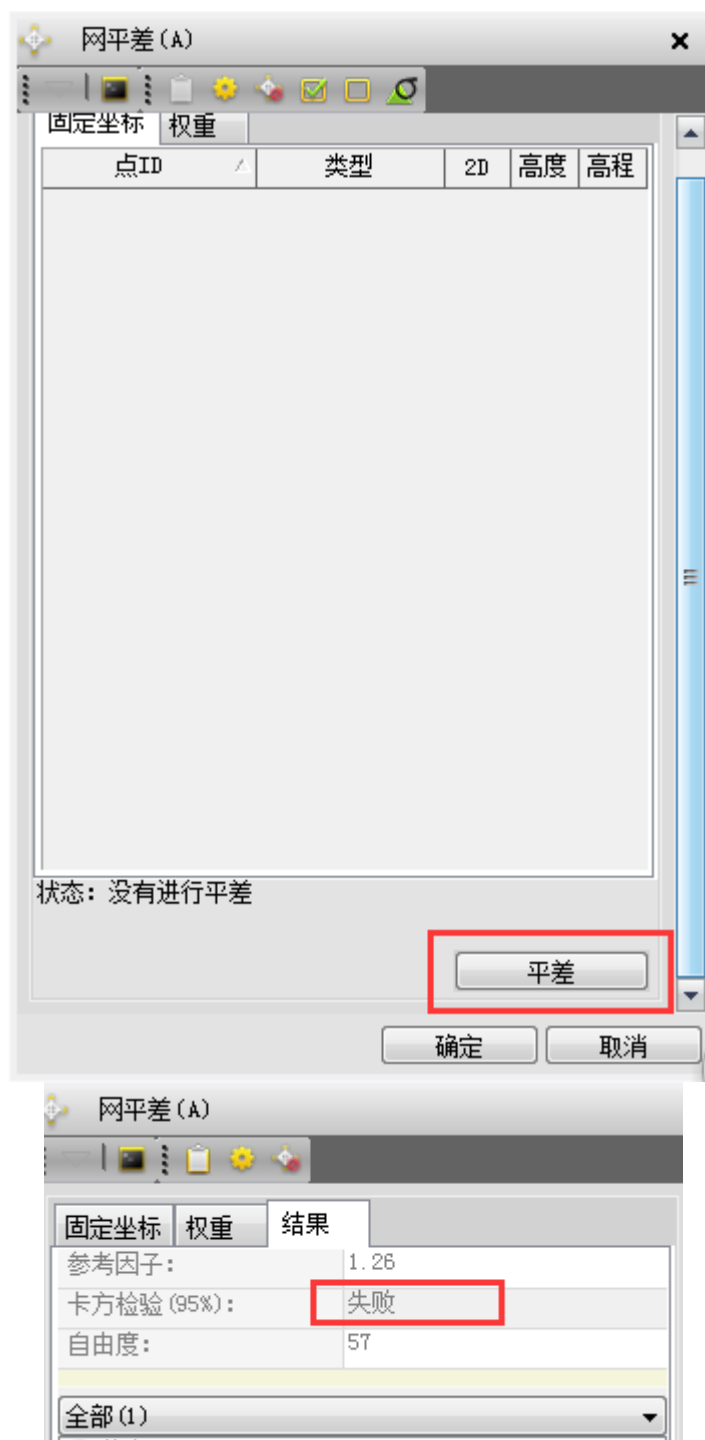 网平差(A)
固定坐标 权重
点ID 类型 2D 高度 高程
状态：没有进行平差
平差
确定 取消
网平差(A)
固定坐标 权重 结果
参考因子： 1.26
卡方检验(95%)： 失败
自由度： 57
全部(1)